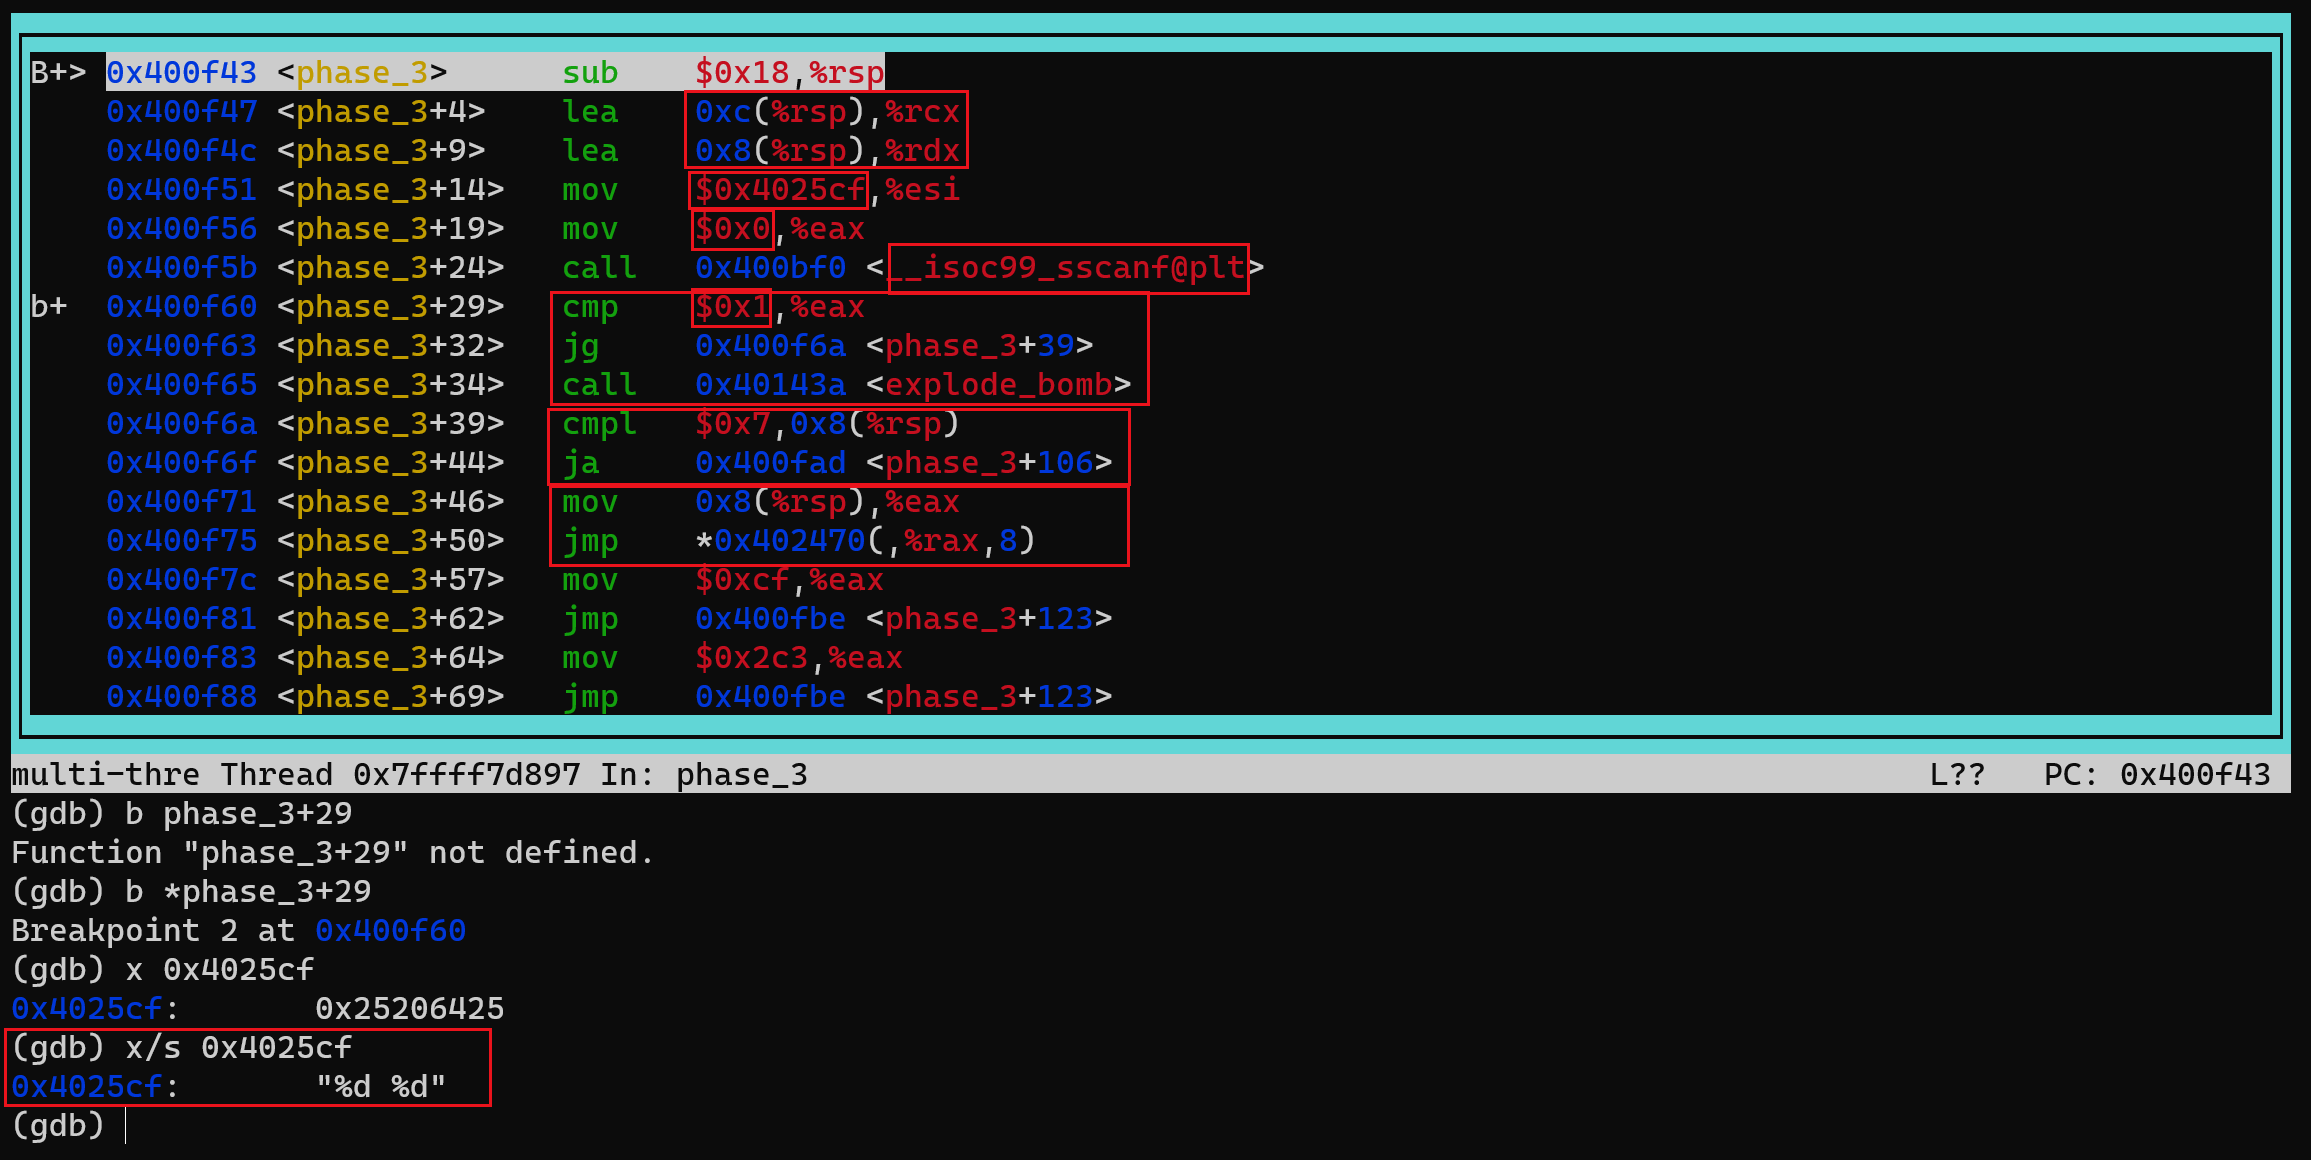 B+> 0x400f43 <phase_3>      sub    $0x18,%rsp
    0x400f47 <phase_3+4>    lea    0xc(%rsp),%rcx
    0x400f4c <phase_3+9>    lea    0x8(%rsp),%rdx
    0x400f51 <phase_3+14>   mov    $0x4025cf,%esi
    0x400f56 <phase_3+19>   mov    $0x0,%eax
    0x400f5b <phase_3+24>   call   0x400bf0 <__isoc99_sscanf@plt>
b+  0x400f60 <phase_3+29>   cmp    $0x1,%eax
    0x400f63 <phase_3+32>   jg     0x400f6a <phase_3+39>
    0x400f65 <phase_3+34>   call   0x40143a <explode_bomb>
    0x400f6a <phase_3+39>   cmpl   $0x7,0x8(%rsp)
    0x400f6f <phase_3+44>   ja     0x400fad <phase_3+106>
    0x400f71 <phase_3+46>   mov    0x8(%rsp),%eax
    0x400f75 <phase_3+50>   jmp    *0x402470(,%rax,8)
    0x400f7c <phase_3+57>   mov    $0xcf,%eax
    0x400f81 <phase_3+62>   jmp    0x400fbe <phase_3+123>
    0x400f83 <phase_3+64>   mov    $0x2c3,%eax
    0x400f88 <phase_3+69>   jmp    0x400fbe <phase_3+123>
multi-thre Thread 0x7ffff7d897 In: phase_3    L??   PC: 0x400f43
(gdb) b phase_3+29
Function "phase_3+29" not defined.
(gdb) b *phase_3+29
Breakpoint 2 at 0x400f60
(gdb) x 0x4025cf
0x4025cf:       0x25206425
(gdb) x/s 0x4025cf
0x4025cf:       "%d %d"
(gdb)